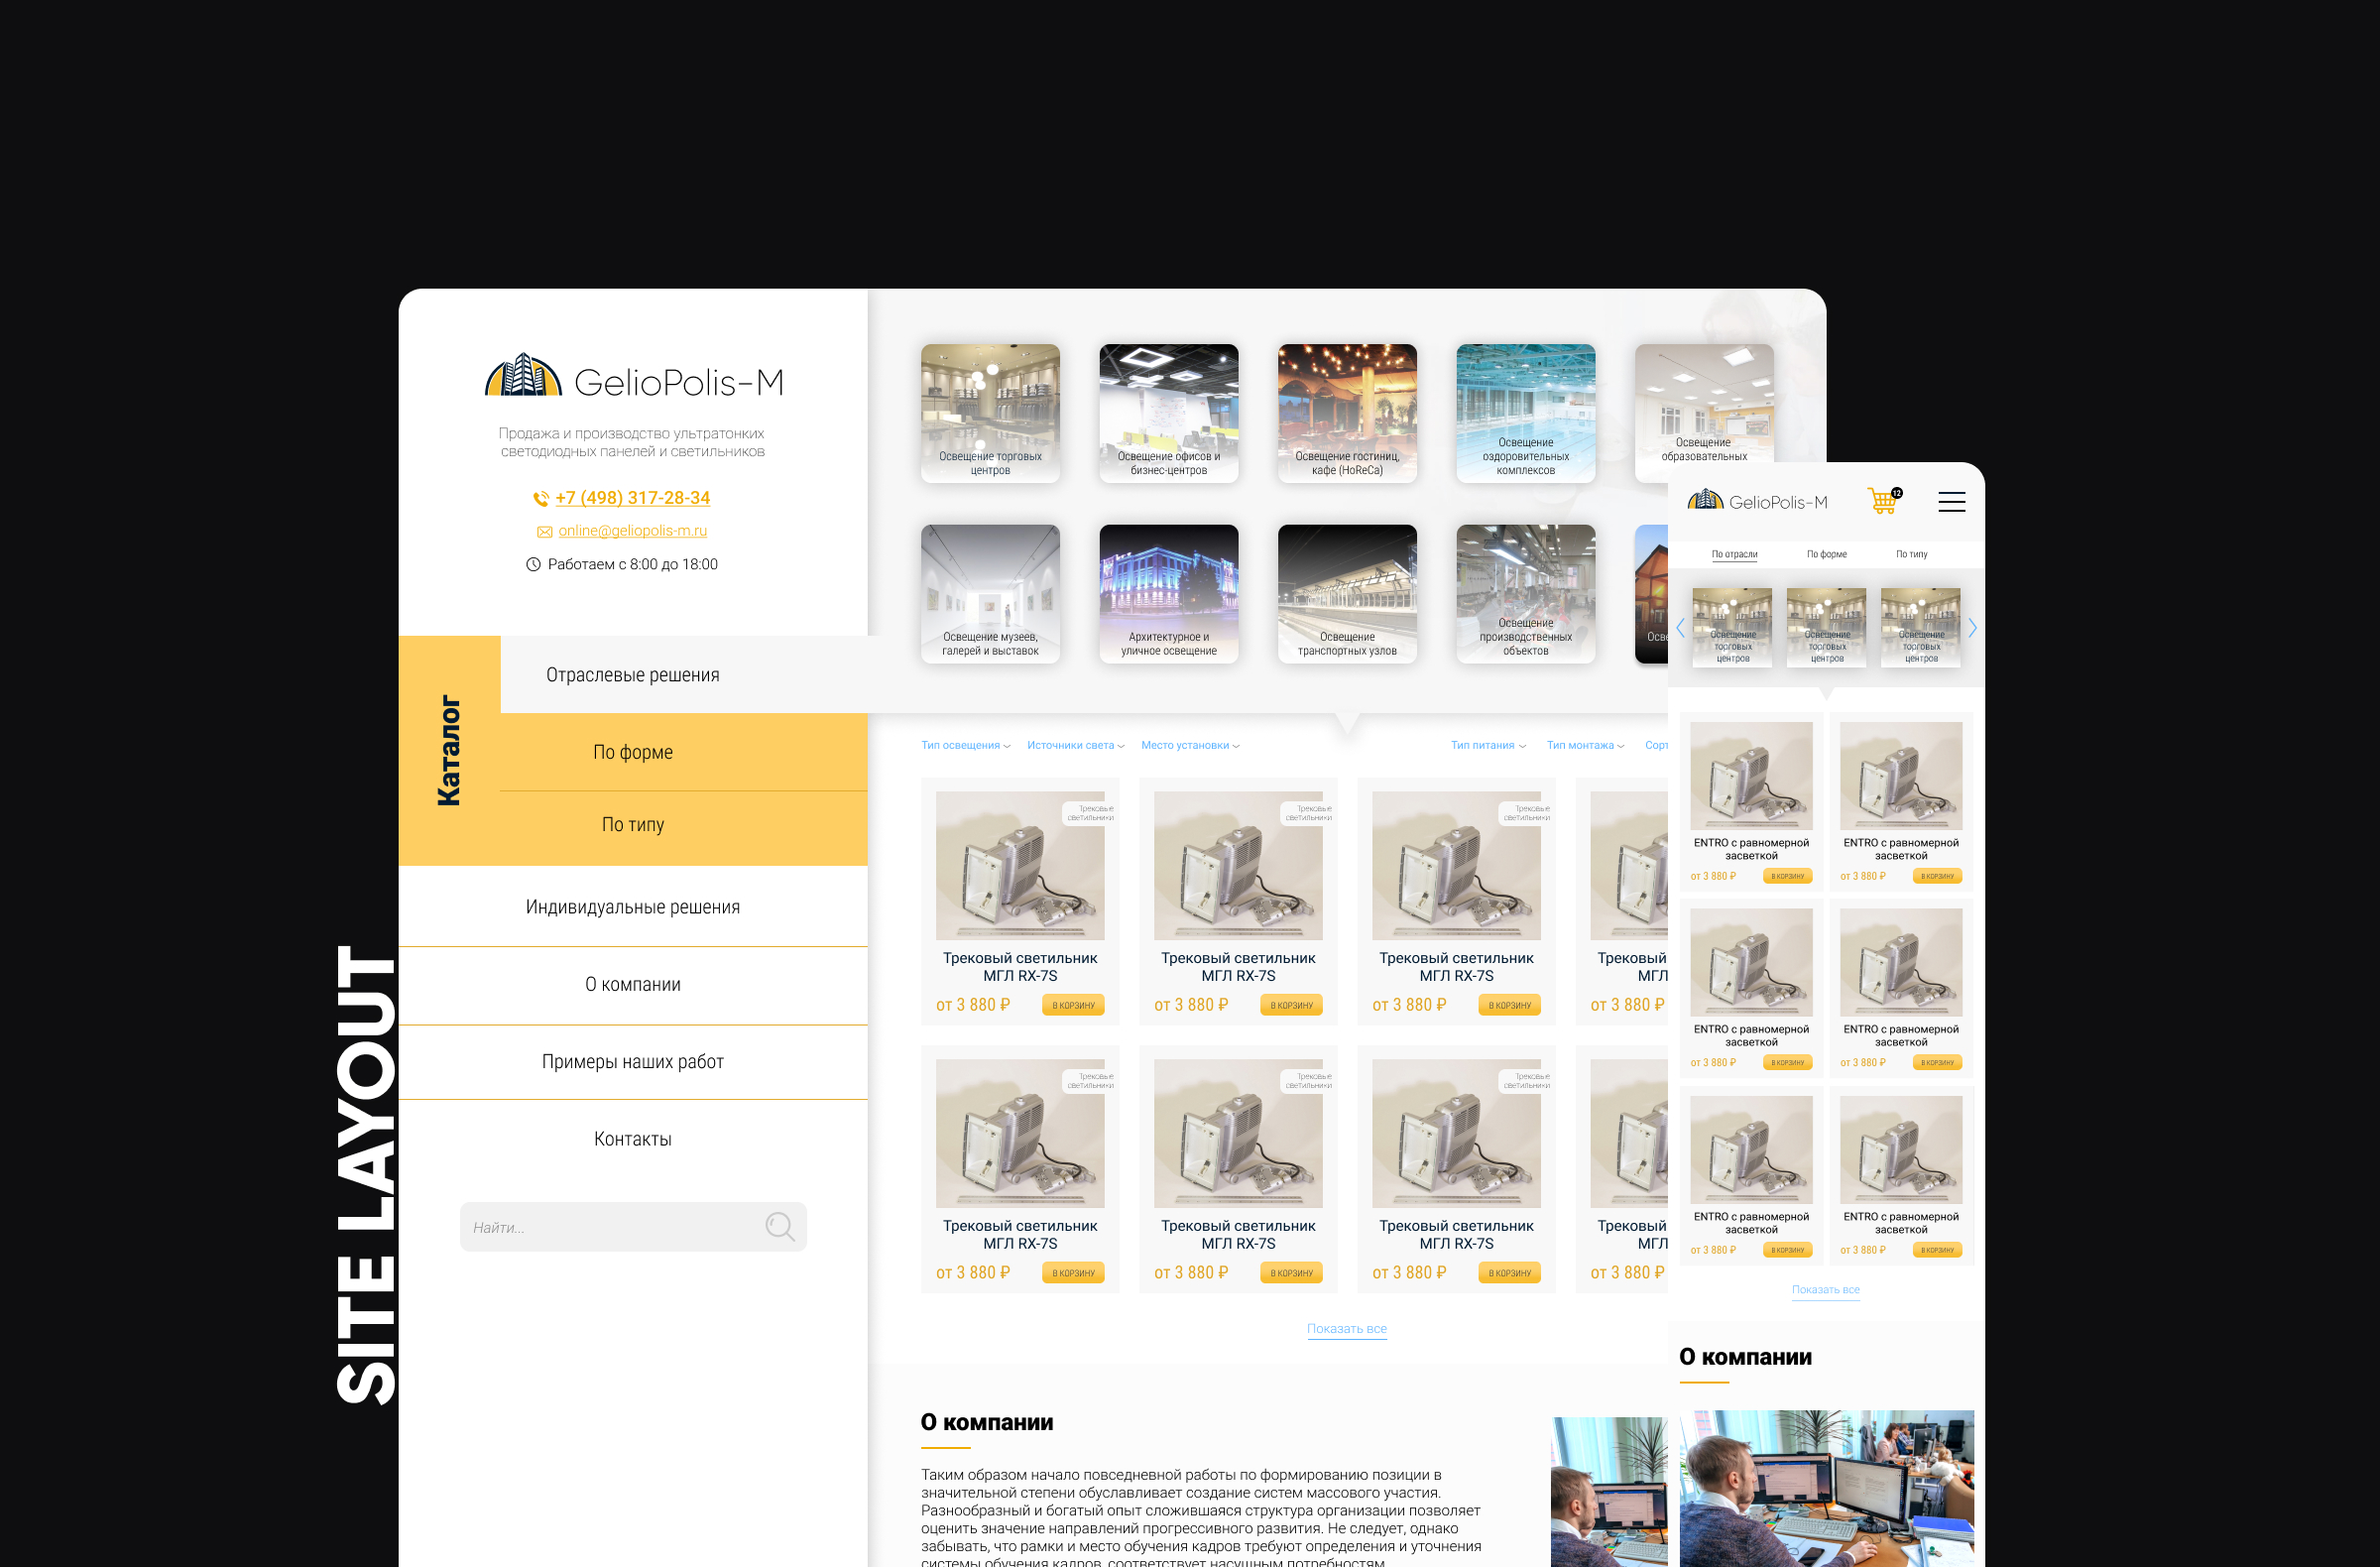 SITE LAYOUT
GelioPolis-M
Продажа и производство ультратонких
светодиодных панелей и светильников
+7 (498) 317-28-34
online@geliopolis-m.ru
Работаем с 8:00 до 18:00
Каталог
Отраслевые решения
По форме
По типу
Индивидуальные решения
О компании
Примеры наших работ
Контакты
Найти...
Освещение торговых
центров
Освещение офисов и
бизнес-центров
Освещение гостиниц,
кафе (HoReCa)
Освещение
оздоровительных
комплексов
Освещение
образовательных
Освещение музеев,
галерей и выставок
Архитектурное и
уличное освещение
Освещение
транспортных узлов
Освещение
производственных
объектов
Осве
Тип освещения
Источники света
Место установки
Тип питания
Тип монтажа
Сорт
Трековые
светильники
Трековый светильник
МГЛ RX-7S
от 3 880 ₽
В КОРЗИНУ
Трековые
светильники
Трековый светильник
МГЛ RX-7S
от 3 880 ₽
В КОРЗИНУ
Трековые
светильники
Трековый светильник
МГЛ RX-7S
от 3 880 ₽
В КОРЗИНУ
Трековый
МГЛ
от 3 880 ₽
Трековые
светильники
Трековый светильник
МГЛ RX-7S
от 3 880 ₽
В КОРЗИНУ
Трековые
светильники
Трековый светильник
МГЛ RX-7S
от 3 880 ₽
В КОРЗИНУ
Трековые
светильники
Трековый светильник
МГЛ RX-7S
от 3 880 ₽
В КОРЗИНУ
Трековый
МГЛ
от 3 880 ₽
Показать все
О компании
Таким образом начало повседневной работы по формированию позиции в
значительной степени обуславливает создание систем массового участия.
Разнообразный и богатый опыт сложившаяся структура организации позволяет
оценить значение направлений прогрессивного развития. Не следует, однако
забывать, что рамки и место обучения кадров требуют определения и уточнения
системы обучения кадров, соответствует насущным потребностям.
GelioPolis-M
12
По отрасли
По форме
По типу
Освещение
торговых
центров
Освещение
торговых
центров
Освещение
торговых
центров
ENTRO с равномерной
засветкой
от 3 880 ₽
В КОРЗИНУ
ENTRO с равномерной
засветкой
от 3 880 ₽
В КОРЗИНУ
ENTRO с равномерной
засветкой
от 3 880 ₽
В КОРЗИНУ
ENTRO с равномерной
засветкой
от 3 880 ₽
В КОРЗИНУ
ENTRO с равномерной
засветкой
от 3 880 ₽
В КОРЗИНУ
ENTRO с равномерной
засветкой
от 3 880 ₽
В КОРЗИНУ
Показать все
О компании